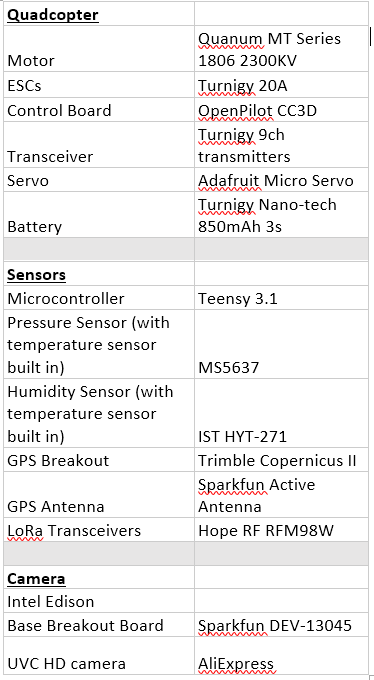 Quadcopter
Quanum MT Series
Motor 1806 2300KV
ESCs Turnigy 20A
Control Board OpenPilot CC3D
Turnigy 9ch
Transceiver transmitters
Servo Adafruit Micro Servo
Turnigy Nano-tech
Battery 850mAh 3s
Sensors
Microcontroller Teensy 3.1
Pressure Sensor (with
temperature sensor
built in) MS5637
Humidity Sensor (with
temperature sensor
built in) IST HYT-271
GPS Breakout Trimble Copernicus II
Sparkfun Active
GPS Antenna Antenna
LoRa Transceivers Hope RF RFM98W
Camera
Intel Edison
Base Breakout Board Sparkfun DEV-13045
UVC HD camera AliExpress